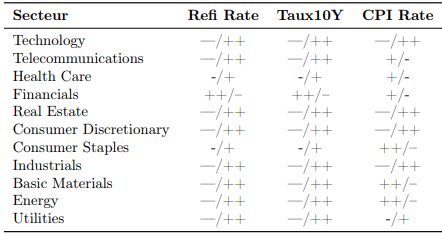 Secteur Refi Rate Taux10Y CPI Rate
Technology —/++ —/++ —/++
Telecommunications —/++ —/++ +/-
Health Care -/+ -/+ +/-
Financials ++/– ++/– +/-
Real Estate —/++ —/++ —/++
Consumer Discretionary —/++ —/++ —/++
Consumer Staples -/+ -/+ ++/–
Industrials —/++ —/++ —/++
Basic Materials —/++ —/++ ++/–
Energy —/++ —/++ ++/–
Utilities —/++ —/++ -/+